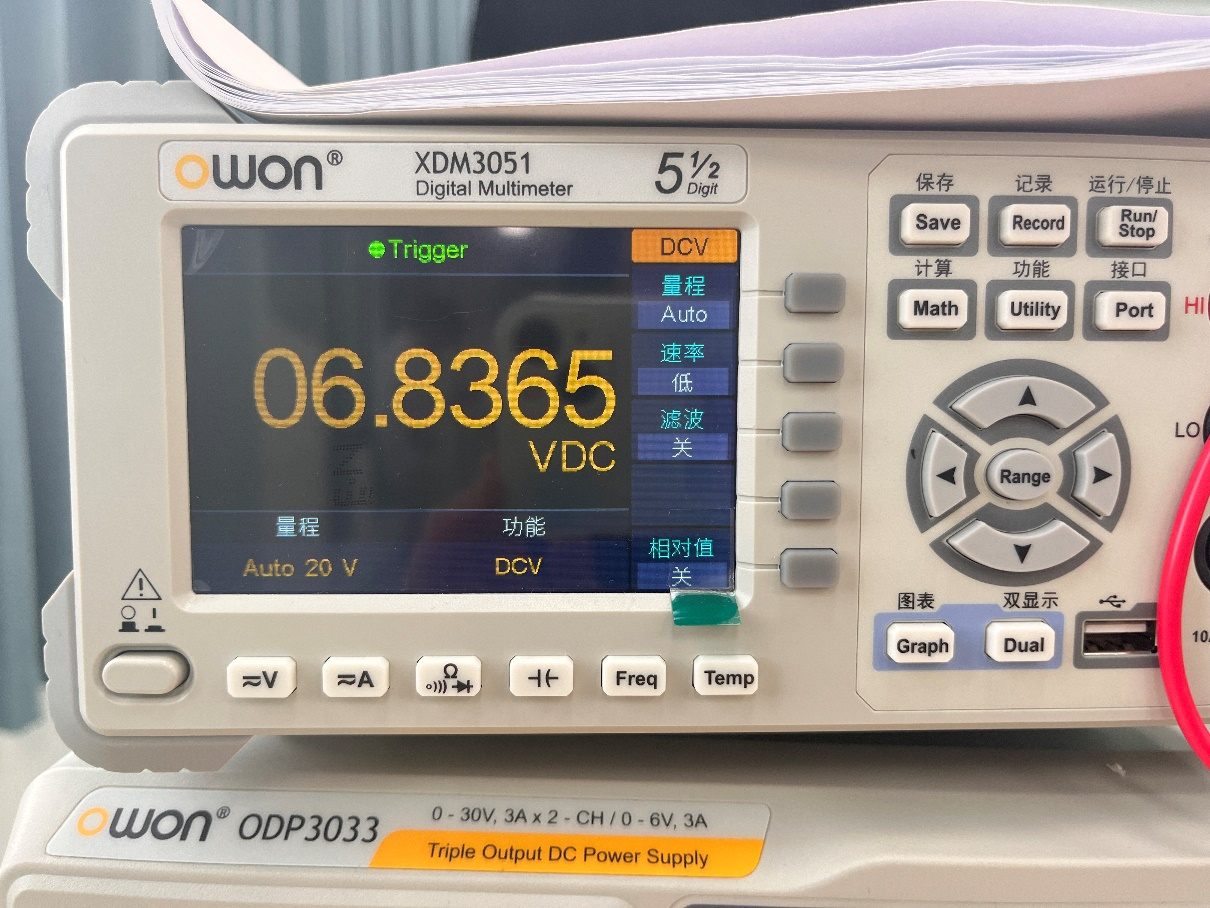 owon® XDM3051 5½
Digital Multimeter Digit
Trigger
DCV
量程
Auto
速率
低
滤波
关
相对值
关
06.8365
VDC
量程 功能
Auto 20 V DCV
保存 记录 运行/停止
Save Record Run/
Stop
计算 功能 接口
Math Utility Port
HI
LO
Range
图表 双显示
Graph Dual
≂V ≂A Ω Freq Temp
owon® ODP3033
0 - 30V, 3A x 2 - CH / 0 - 6V, 3A
Triple Output DC Power Supply